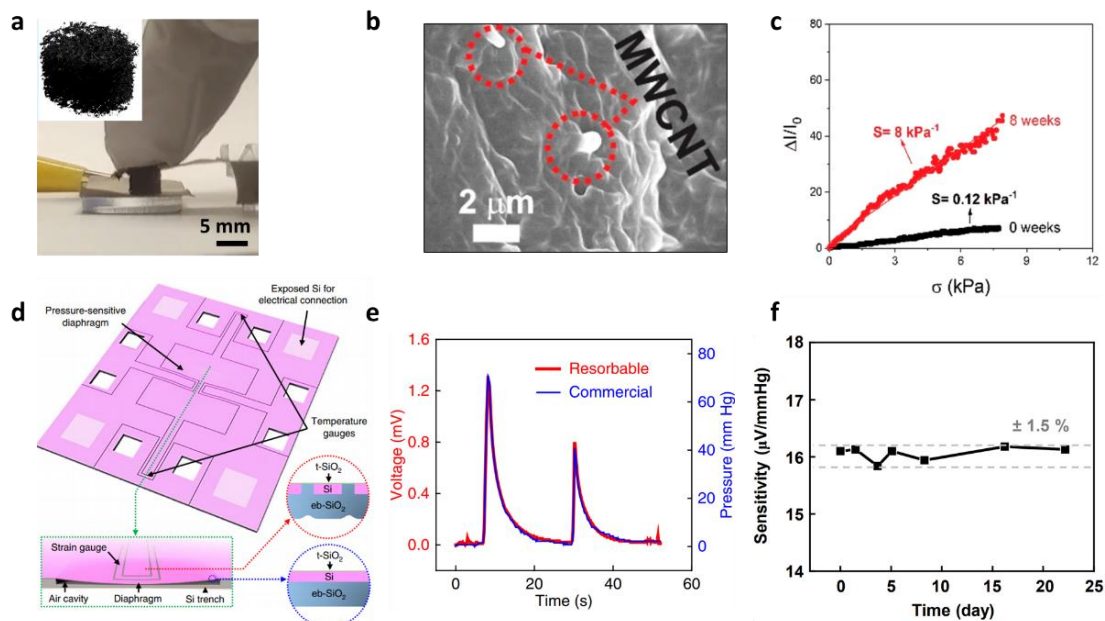 a
5 mm
b
MWCNT
2 μm
c
80
60
40
20
0
ΔI/I₀
S= 8 kPa⁻¹
8 weeks
S= 0.12 kPa⁻¹
0 weeks
0 3 6 9 12
σ (kPa)
d
Exposed Si for
electrical connection
Pressure-sensitive
diaphragm
Temperature
gauges
t-SiO₂
Si
eb-SiO₂
Strain gauge
Air cavity
Diaphragm
Si trench
t-SiO₂
Si
eb-SiO₂
e
1.6
1.2
0.8
0.4
0.0
Voltage (mV)
Resorbable
Commercial
80
60
40
20
0
Pressure (mm Hg)
0 20 40 60
Time (s)
f
18
17
16
15
14
Sensitivity (μV/mmHg)
± 1.5 %
0 5 10 15 20 25
Time (day)